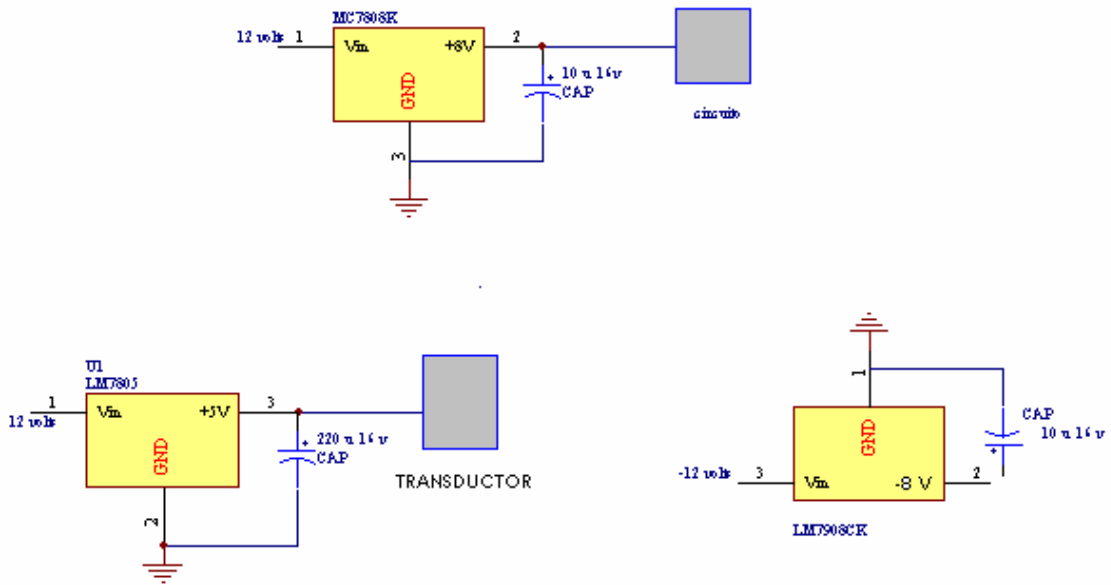 MC7808K
12 volts 1 Vin +8V 2
GND
3
+ 10 u 16v
CAP
circuito
U1
LM7805
1 Vin +5V 3
12 volts
GND
2
+ 220 u 16 v
CAP
TRANSDUCTOR
1
GND
CAP
10 u 16 v
+
-12 volts 3 Vin -8 V 2
LM7908CK